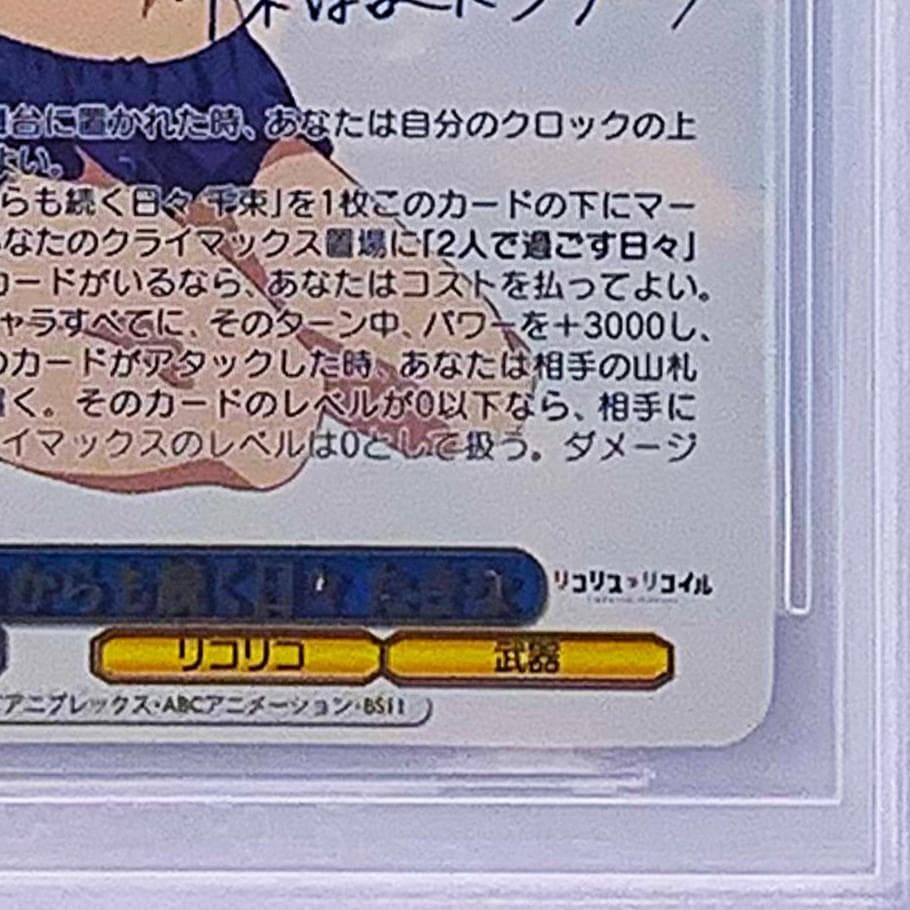 台に置かれた時、あなたは自分のクロックの上
よい。
らも続く日々 千束」を1枚このカードの下にマー
なたのクライマックス置場に「2人で過ごす日々」
カードがいるなら、あなたはコストを払ってよい。
ャラすべてに、そのターン中、パワーを＋3000し、
のカードがアタックした時、あなたは相手の山札
く。そのカードのレベルが0以下なら、相手に
イマックスのレベルは0として扱う。ダメージ
からも続く日々 たきな
リコリス・リコイル
リコリコ
武器
アニプレックス・ABCアニメーション・BS11